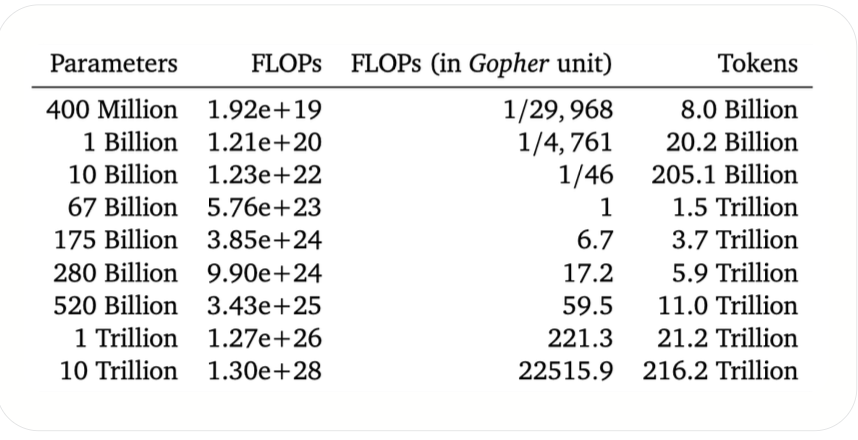 Parameters FLOPs FLOPs (in Gopher unit) Tokens
400 Million 1.92e+19 1/29,968 8.0 Billion
1 Billion 1.21e+20 1/4,761 20.2 Billion
10 Billion 1.23e+22 1/46 205.1 Billion
67 Billion 5.76e+23 1 1.5 Trillion
175 Billion 3.85e+24 6.7 3.7 Trillion
280 Billion 9.90e+24 17.2 5.9 Trillion
520 Billion 3.43e+25 59.5 11.0 Trillion
1 Trillion 1.27e+26 221.3 21.2 Trillion
10 Trillion 1.30e+28 22515.9 216.2 Trillion